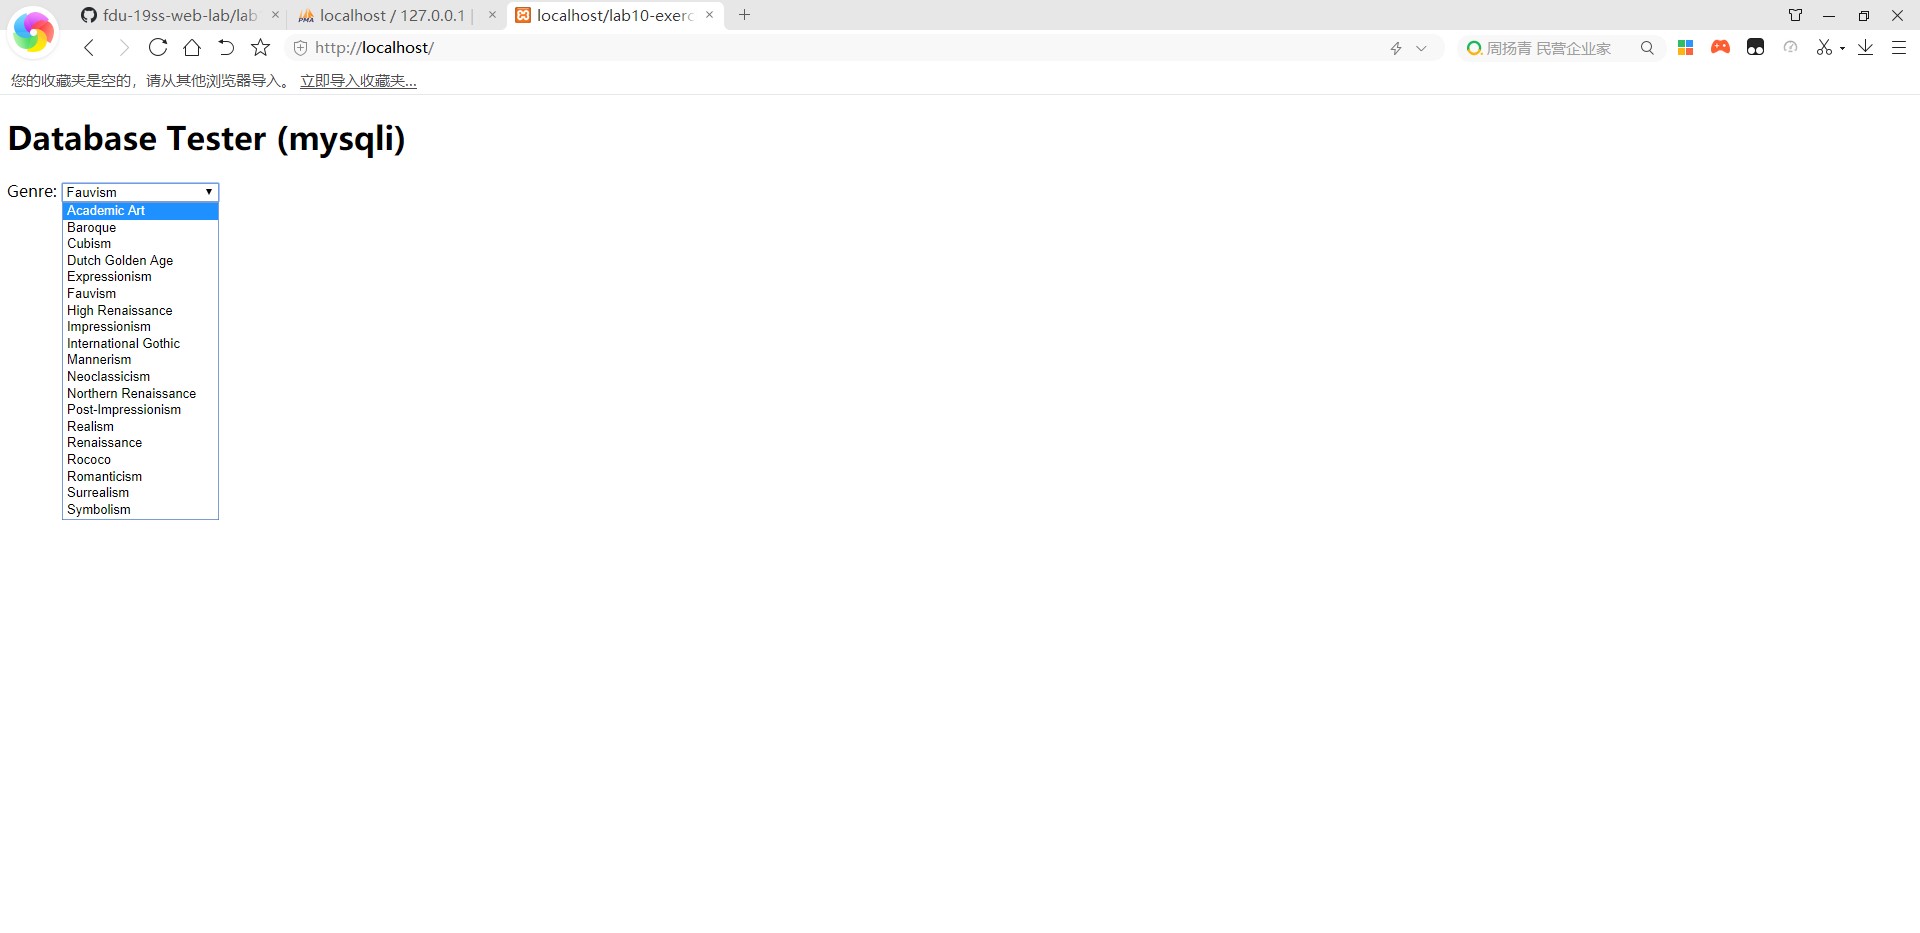 fdu-19ss-web-lab/lab
localhost / 127.0.0.1 |
localhost/lab10-exerc
http://localhost/
周扬青 民营企业家
您的收藏夹是空的，请从其他浏览器导入。 立即导入收藏夹...
Database Tester (mysqli)
Genre: Fauvism
Academic Art
Baroque
Cubism
Dutch Golden Age
Expressionism
Fauvism
High Renaissance
Impressionism
International Gothic
Mannerism
Neoclassicism
Northern Renaissance
Post-Impressionism
Realism
Renaissance
Rococo
Romanticism
Surrealism
Symbolism